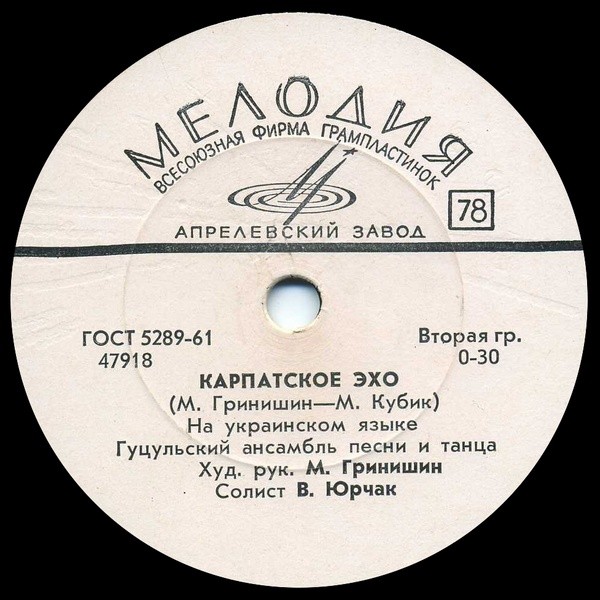 МЕЛОДИЯ
ВСЕСОЮЗНАЯ ФИРМА ГРАМПЛАСТИНОК
78
АПРЕЛЕВСКИЙ ЗАВОД
ГОСТ 5289-61
47918
Вторая гр.
0-30
КАРПАТСКОЕ ЭХО
(М. Гринишин—М. Кубик)
На украинском языке
Гуцульский ансамбль песни и танца
Худ. рук. М. Гринишин
Солист В. Юрчак